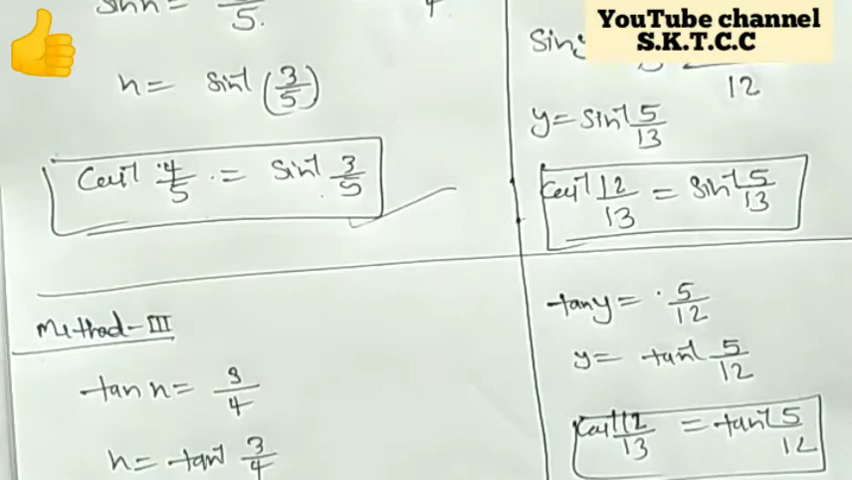 5.
x = sin⁻¹ (3/5)
Cos⁻¹ 4/5 = Sin⁻¹ 3/5
Method-III
tan x = 3/4
x = tan⁻¹ 3/4
YouTube channel
S.K.T.C.C
12
y = Sin⁻¹ 5/13
Cos⁻¹ 12/13 = Sin⁻¹ 5/13
tan y = 5/12
y = tan⁻¹ 5/12
Cos⁻¹ 12/13 = tan⁻¹ 5/12